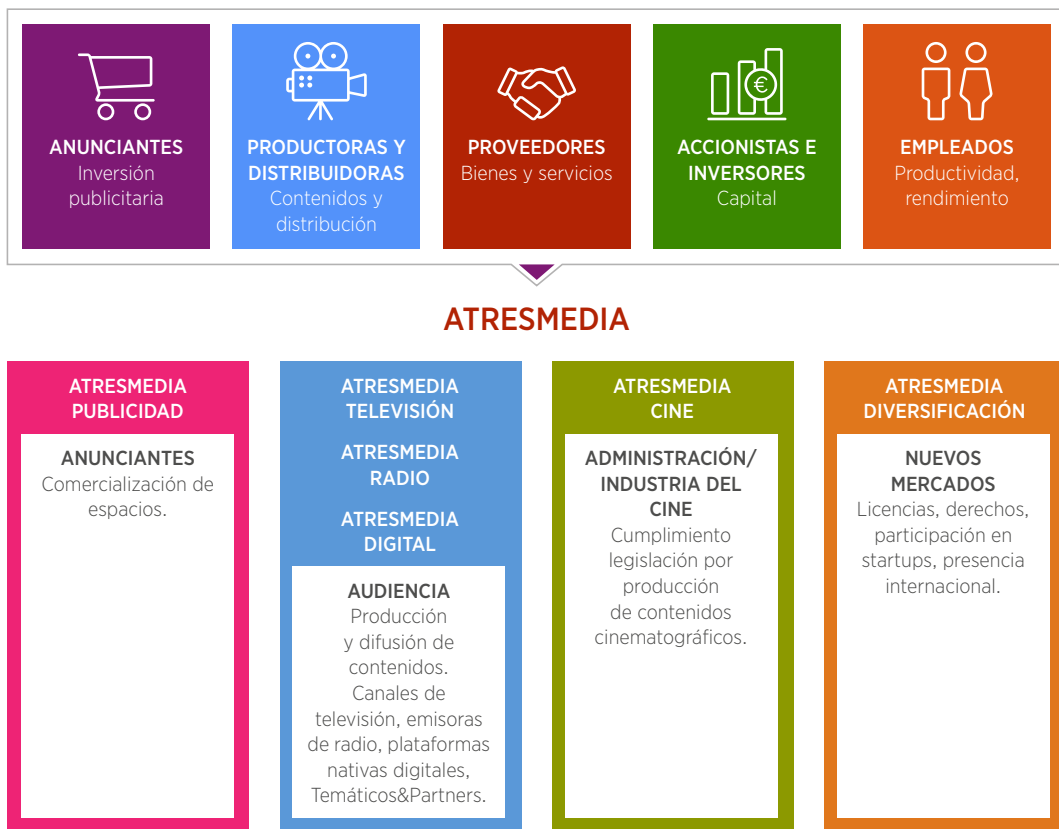 ANUNCIANTES
Inversión
publicitaria
PRODUCTORAS Y
DISTRIBUIDORAS
Contenidos y
distribución
PROVEEDORES
Bienes y servicios
€
ACCIONISTAS E
INVERSORES
Capital
EMPLEADOS
Productividad,
rendimiento
ATRESMEDIA
ATRESMEDIA
PUBLICIDAD
ANUNCIANTES
Comercialización de
espacios.
ATRESMEDIA
TELEVISIÓN
ATRESMEDIA
RADIO
ATRESMEDIA
DIGITAL
AUDIENCIA
Producción
y difusión de
contenidos.
Canales de
televisión, emisoras
de radio, plataformas
nativas digitales,
Temáticos&Partners.
ATRESMEDIA
CINE
ADMINISTRACIÓN/
INDUSTRIA DEL
CINE
Cumplimiento
legislación por
producción
de contenidos
cinematográficos.
ATRESMEDIA
DIVERSIFICACIÓN
NUEVOS
MERCADOS
Licencias, derechos,
participación en
startups, presencia
internacional.